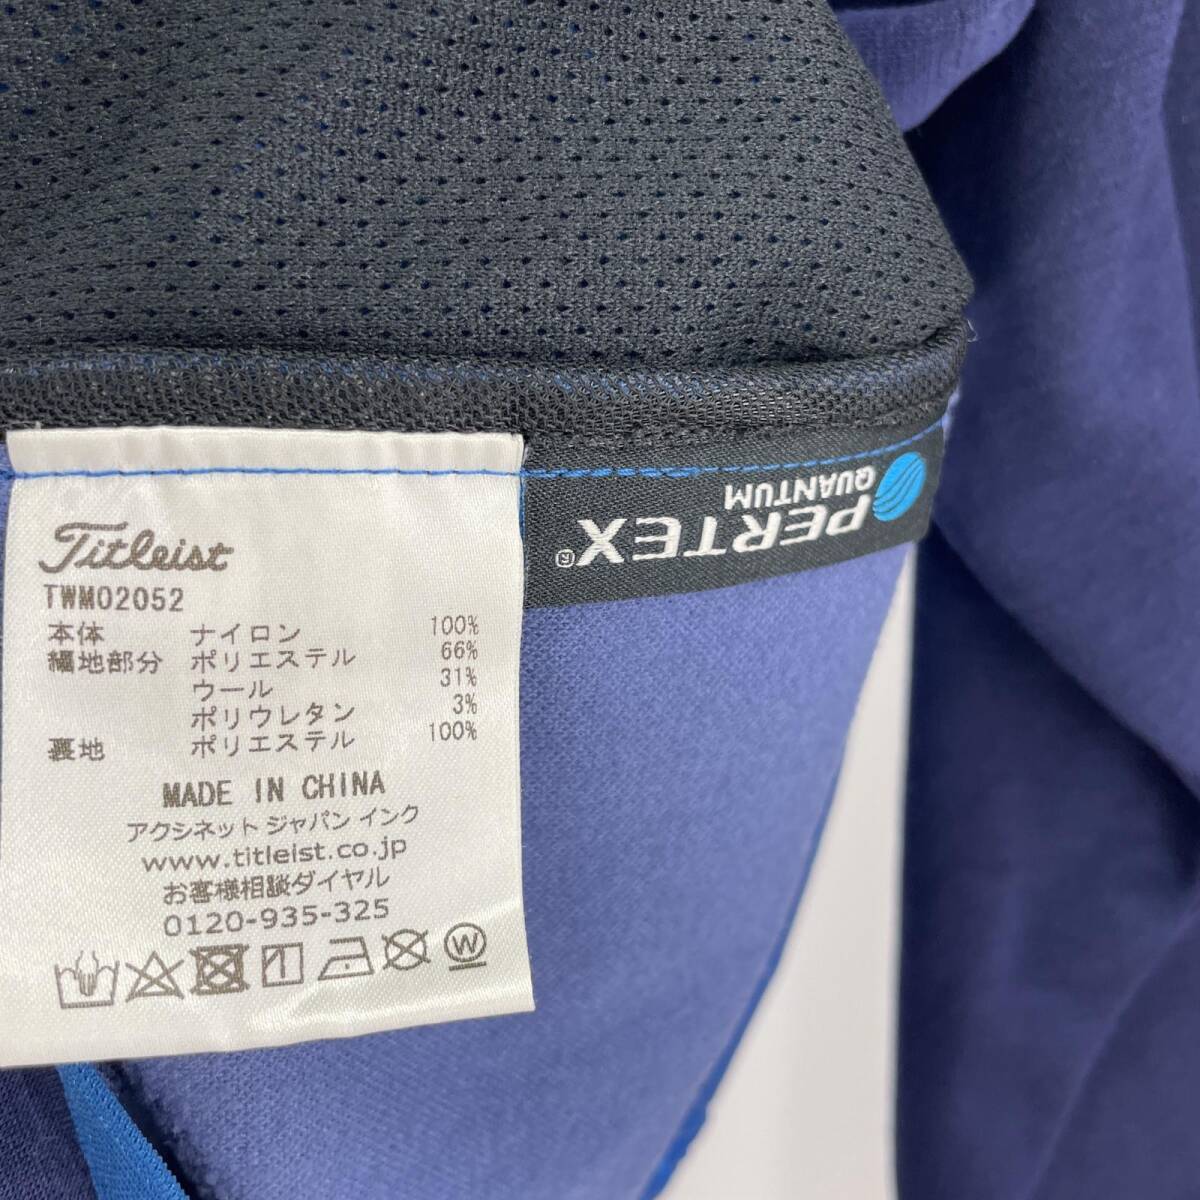 Titleist
TWM02052
本体 ナイロン 100%
編地部分 ポリエステル 66%
ウール 31%
ポリウレタン 3%
裏地 ポリエステル 100%
MADE IN CHINA
アクシネット ジャパン インク
www.titleist.co.jp
お客様相談ダイヤル
0120-935-325
W
PERTEX®
QUANTUM